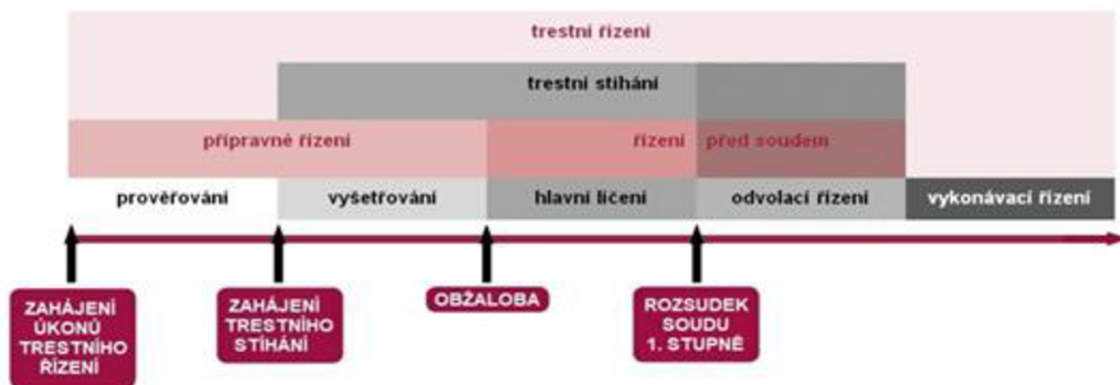 trestní řízení
trestní stíhání
přípravné řízení
řízení před soudem
prověřování
vyšetřování
hlavní líčení
odvolací řízení
vykonávací řízení
ZAHÁJENÍ
ÚKONŮ
TRESTNÍHO
ŘÍZENÍ
ZAHÁJENÍ
TRESTNÍHO
STÍHÁNÍ
OBŽALOBA
ROZSUDEK
SOUDU
1. STUPNĚ